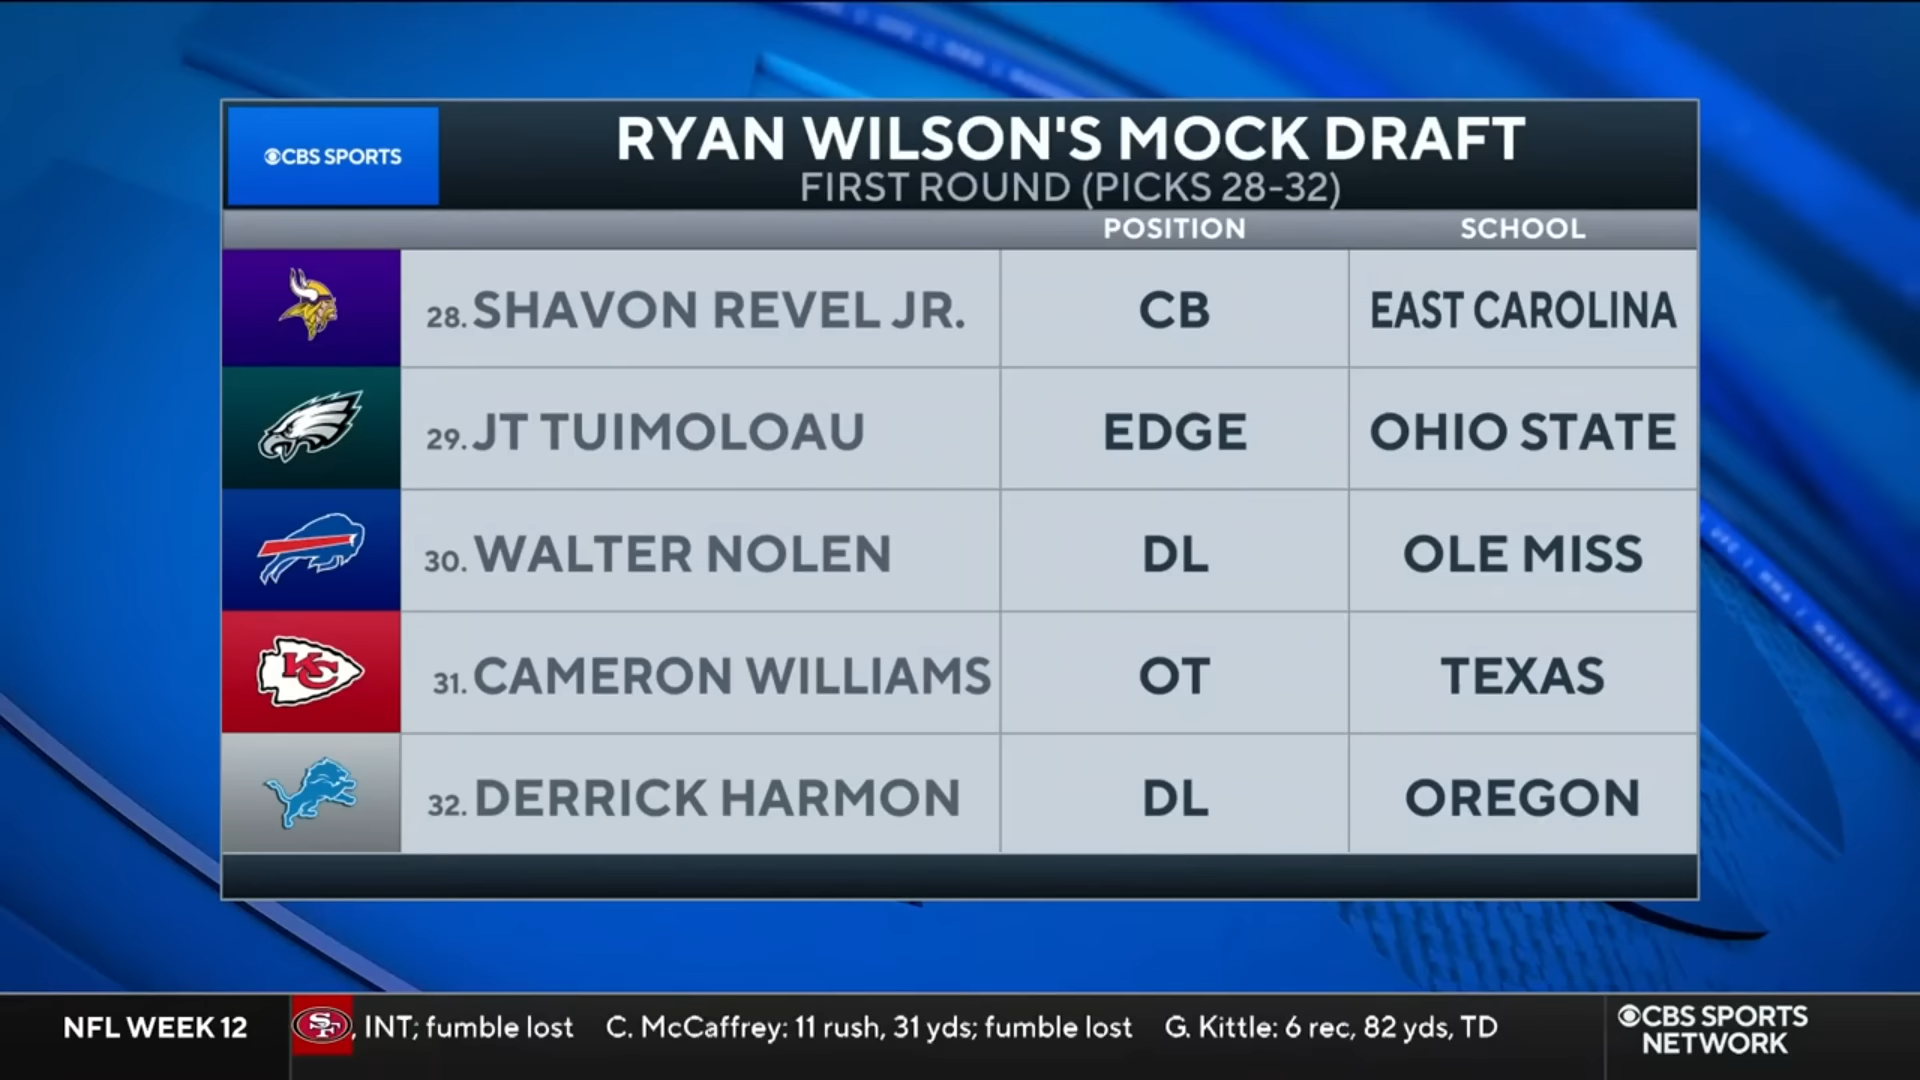 CBS SPORTS
RYAN WILSON'S MOCK DRAFT
FIRST ROUND (PICKS 28-32)
POSITION SCHOOL
28. SHAVON REVEL JR. CB EAST CAROLINA
29. JT TUIMOLOAU EDGE OHIO STATE
30. WALTER NOLEN DL OLE MISS
KC
31. CAMERON WILLIAMS OT TEXAS
32. DERRICK HARMON DL OREGON
NFL WEEK 12 SF , INT; fumble lost C. McCaffrey: 11 rush, 31 yds; fumble lost G. Kittle: 6 rec, 82 yds, TD
CBS SPORTS
NETWORK